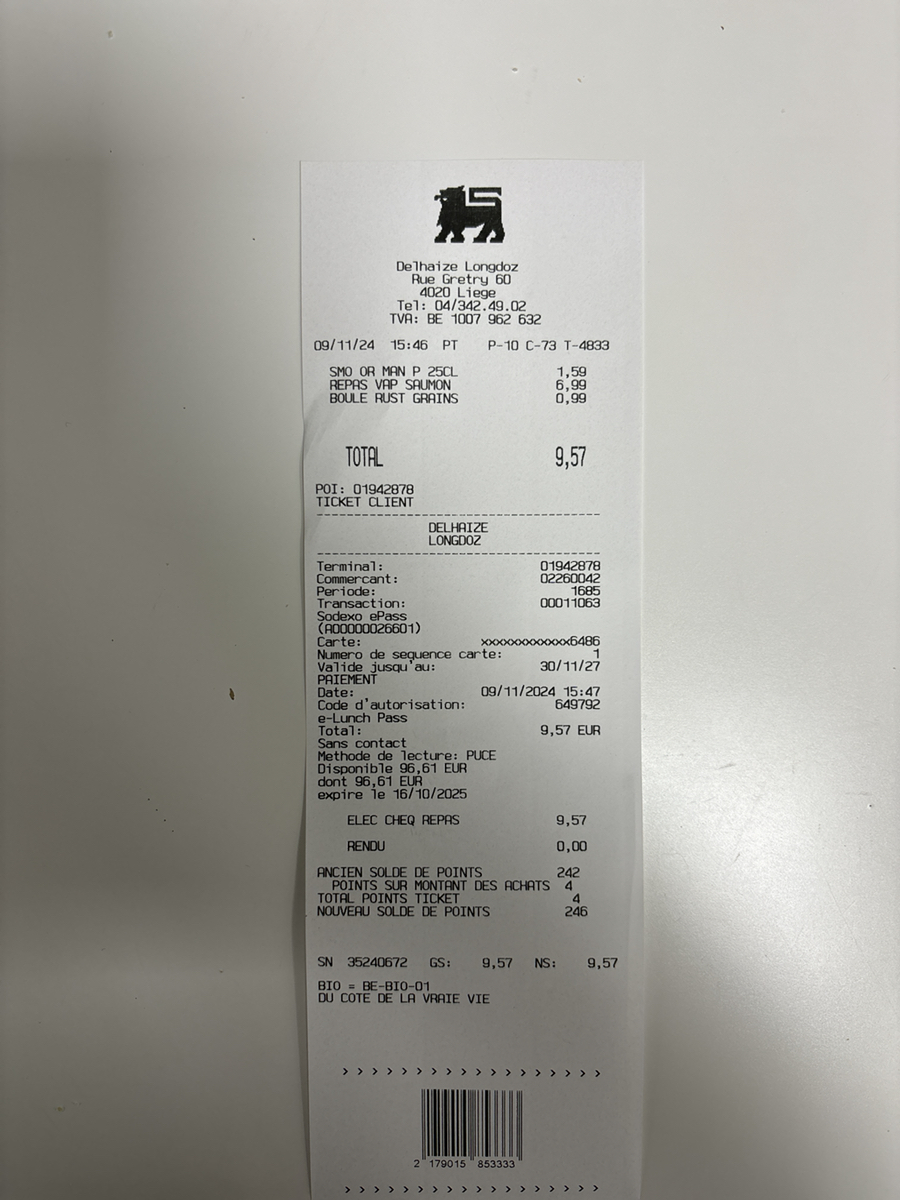 Delhaize Longdoz
Rue Gretry 60
4020 Liege
Tel: 04/342.49.02
TVA: BE 1007 962 632
09/11/24 15:46 PT P-10 C-73 T-4833
SMO OR MAN P 25CL 1,59
REPAS VAP SAUMON 6,99
BOULE RUST GRAINS 0,99
TOTAL 9,57
POI: 01942878
TICKET CLIENT
DELHAIZE
LONGDOZ
Terminal: 01942878
Commercant: 02260042
Periode: 1685
Transaction: 00011063
Sodexo ePass
(A00000026601)
Carte: xxxxxxxxxxxxx6486
Numero de sequence carte: 1
Valide jusqu'au: 30/11/27
PAIEMENT
Date: 09/11/2024 15:47
Code d'autorisation: 649792
e-Lunch Pass
Total: 9,57 EUR
Sans contact
Methode de lecture: PUCE
Disponible 96,61 EUR
dont 96,61 EUR
expire le 16/10/2025
ELEC CHEQ REPAS 9,57
RENDU 0,00
ANCIEN SOLDE DE POINTS 242
POINTS SUR MONTANT DES ACHATS 4
TOTAL POINTS TICKET 4
NOUVEAU SOLDE DE POINTS 246
SN 35240672 GS: 9,57 NS: 9,57
BIO = BE-BIO-01
DU COTE DE LA VRAIE VIE
> > > > > > > > > > > > > > > > > >
2 179015 853333
> > > > > > > > > > > > > > > > > >